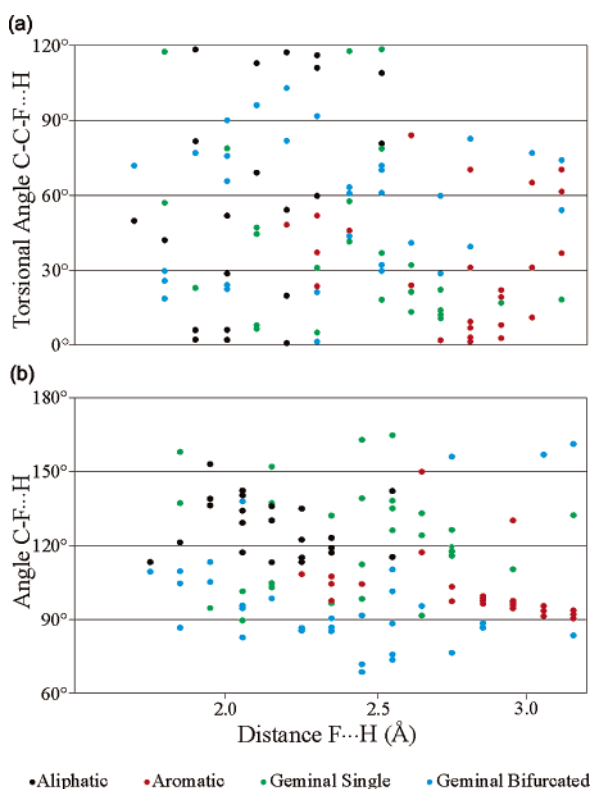 (a)
120°
90°
60°
30°
0°
Torsional Angle C-C-F···H
(b)
180°
150°
120°
90°
60°
Angle C-F···H
2.0 2.5 3.0
Distance F···H (Å)
•Aliphatic •Aromatic •Geminal Single •Geminal Bifurcated